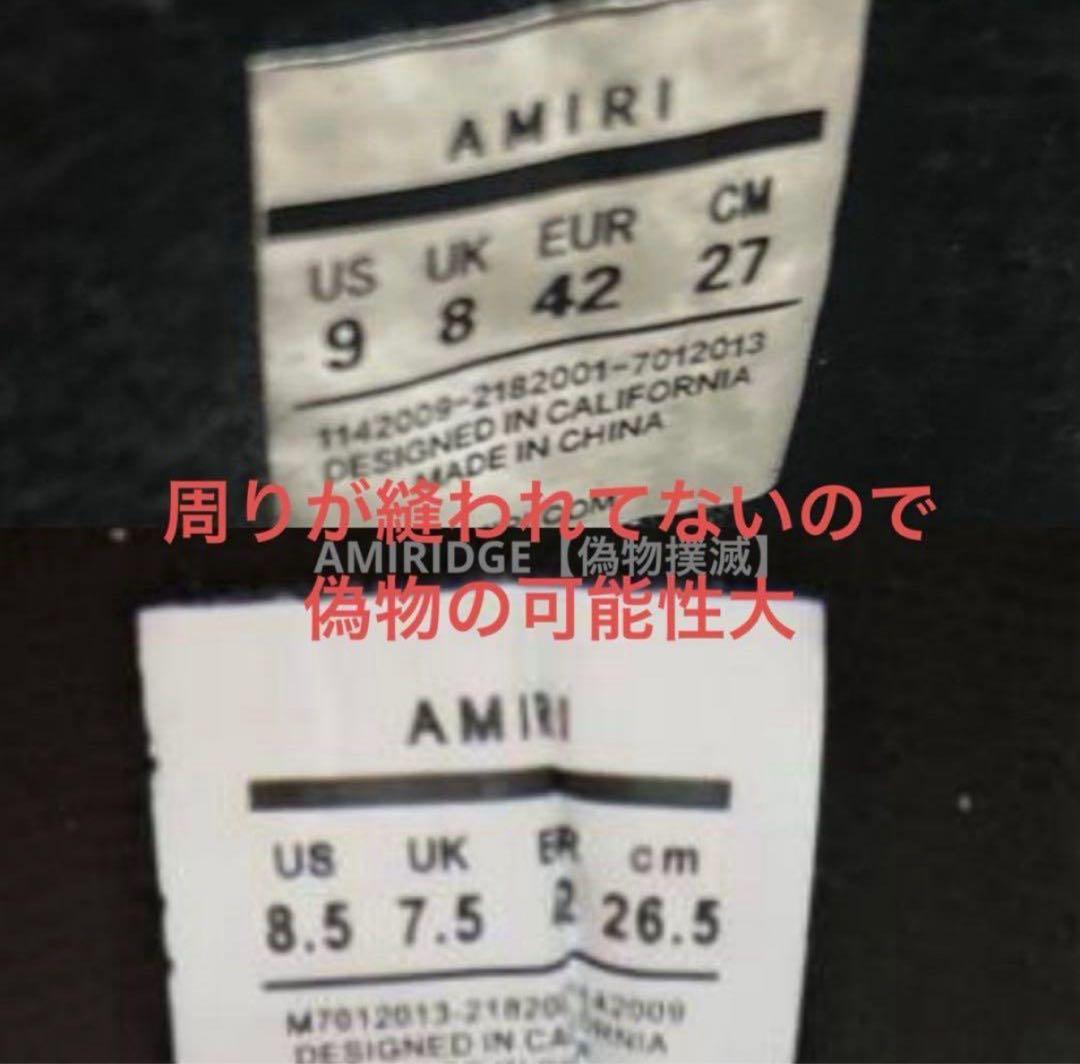 AMIRI
US UK EUR CM
9 8 42 27
1142009-2182001-7012013
DESIGNED IN CALIFORNIA
MADE IN CHINA
周りが縫われてないので
AMIRIDGE【偽物撲滅】
偽物の可能性大
AMIRI
US UK cm
8.5 7.5 2 26.5
DESIGNED IN